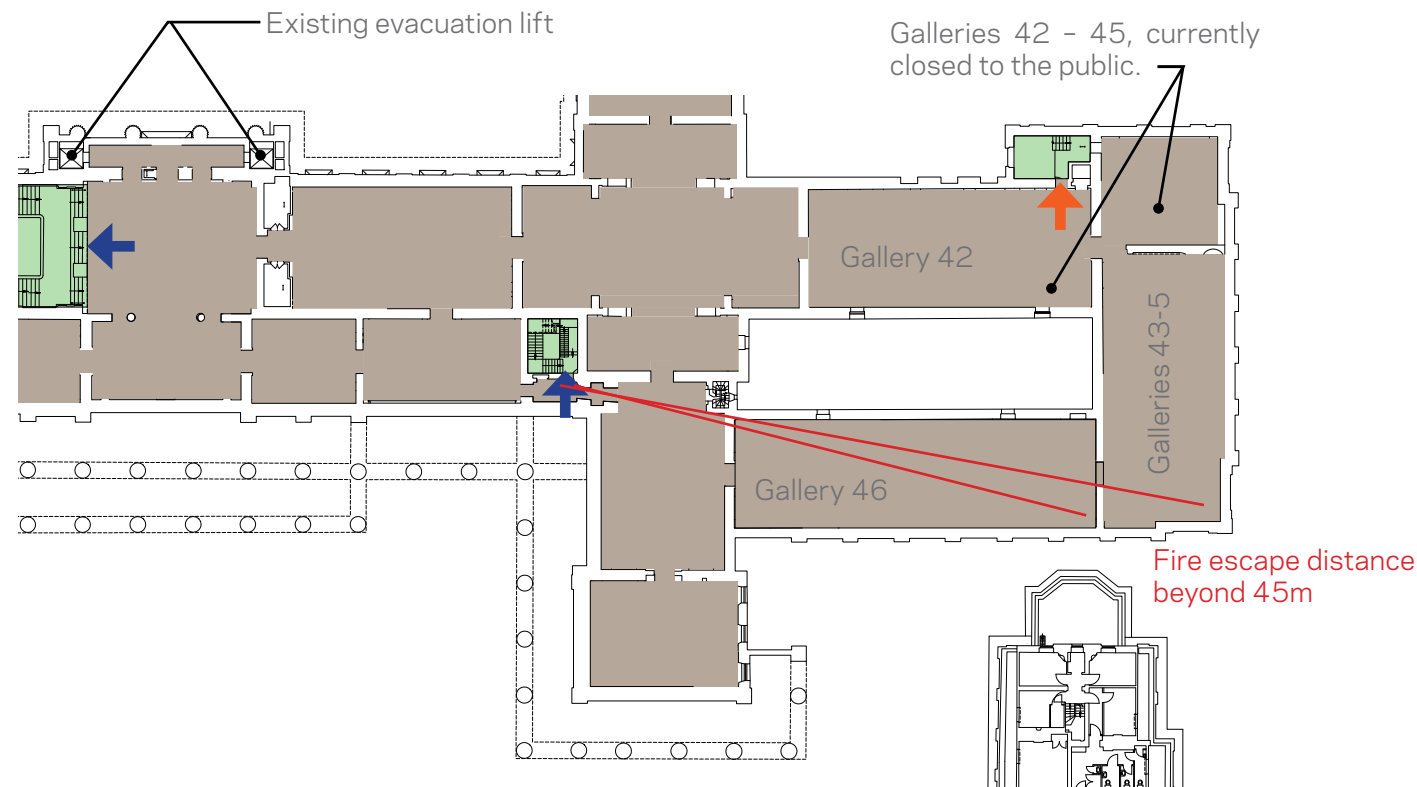 Existing evacuation lift
Galleries 42 – 45, currently
closed to the public.
Gallery 42
Galleries 43-5
Gallery 46
Fire escape distance
beyond 45m